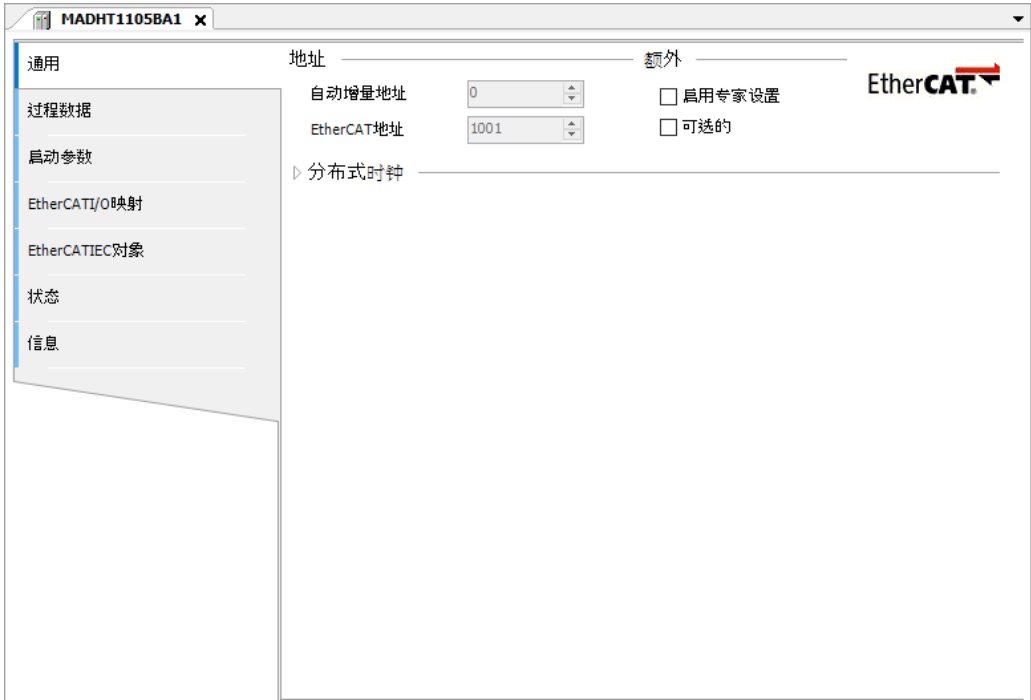 MADHT1105BA1
通用
过程数据
启动参数
EtherCATI/O映射
EtherCATIEC对象
状态
信息
地址
自动增量地址 0
EtherCAT地址 1001
额外
启用专家设置
可选的
EtherCAT.
分布式时钟